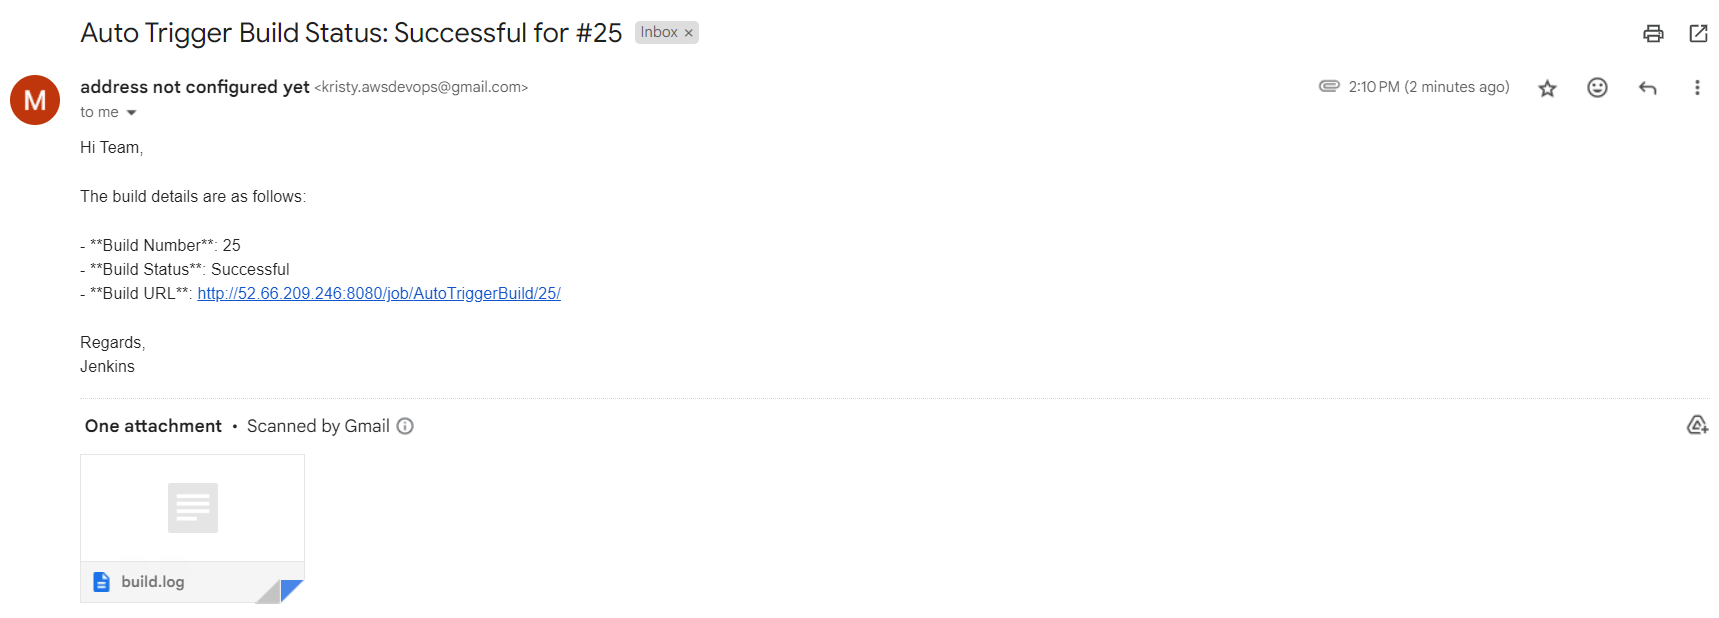 Auto Trigger Build Status: Successful for #25 Inbox ×
M address not configured yet <kristy.awsdevops@gmail.com> 2:10 PM (2 minutes ago)
to me
Hi Team,
The build details are as follows:
- **Build Number**: 25
- **Build Status**: Successful
- **Build URL**: http://52.66.209.246:8080/job/AutoTriggerBuild/25/
Regards,
Jenkins
One attachment • Scanned by Gmail
build.log